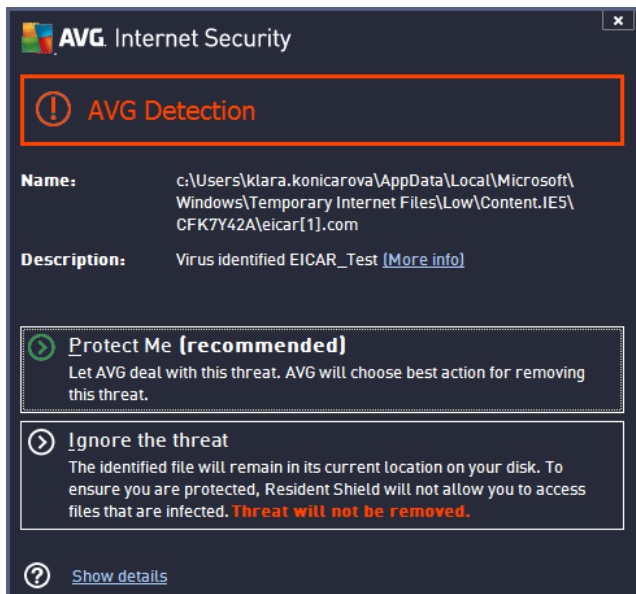 AVG. Internet Security
x
AVG Detection
Name: c:\Users\klara.konicarova\AppData\Local\Microsoft\
Windows\Temporary Internet Files\Low\Content.IE5\
CFK7Y42A\eicar[1].com
Description: Virus identified EICAR_Test (More info)
Protect Me (recommended)
Let AVG deal with this threat. AVG will choose best action for removing
this threat.
Ignore the threat
The identified file will remain in its current location on your disk. To
ensure you are protected, Resident Shield will not allow you to access
files that are infected. Threat will not be removed.
? Show details